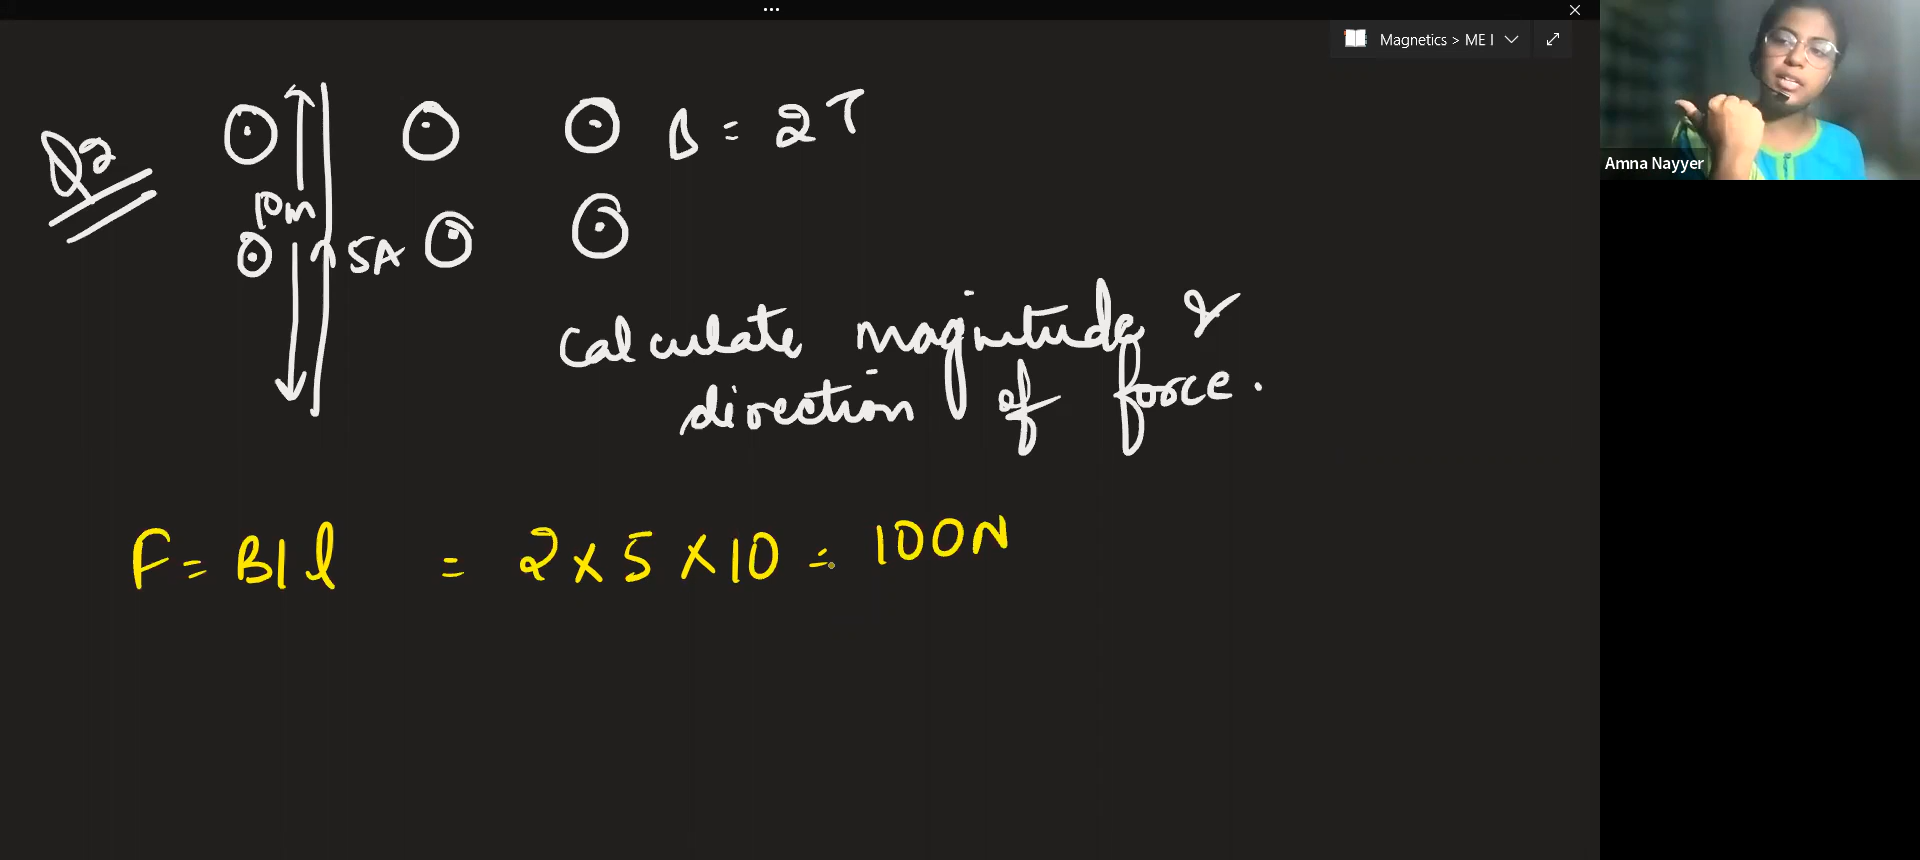 Magnetics > ME I
Amna Nayyer
Q2
B = 2T
10m
5A
Calculate magnitude &
direction of force.
F = BIl = 2 x 5 x 10 = 100N